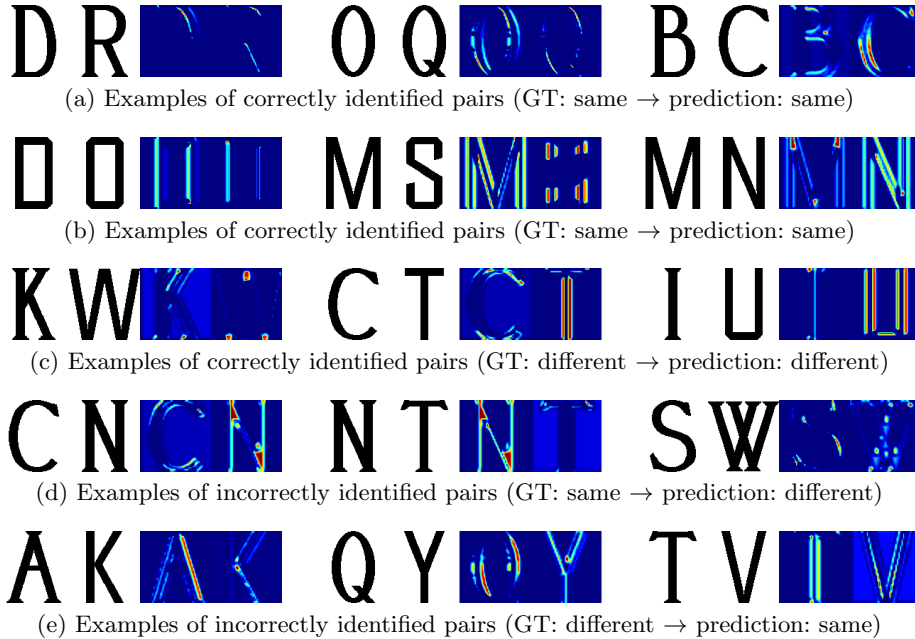 D R O Q B C
(a) Examples of correctly identified pairs (GT: same → prediction: same)
D O M S M N
(b) Examples of correctly identified pairs (GT: same → prediction: same)
K W C T I U
(c) Examples of correctly identified pairs (GT: different → prediction: different)
C N N T S W
(d) Examples of incorrectly identified pairs (GT: same → prediction: different)
A K Q Y T V
(e) Examples of incorrectly identified pairs (GT: different → prediction: same)